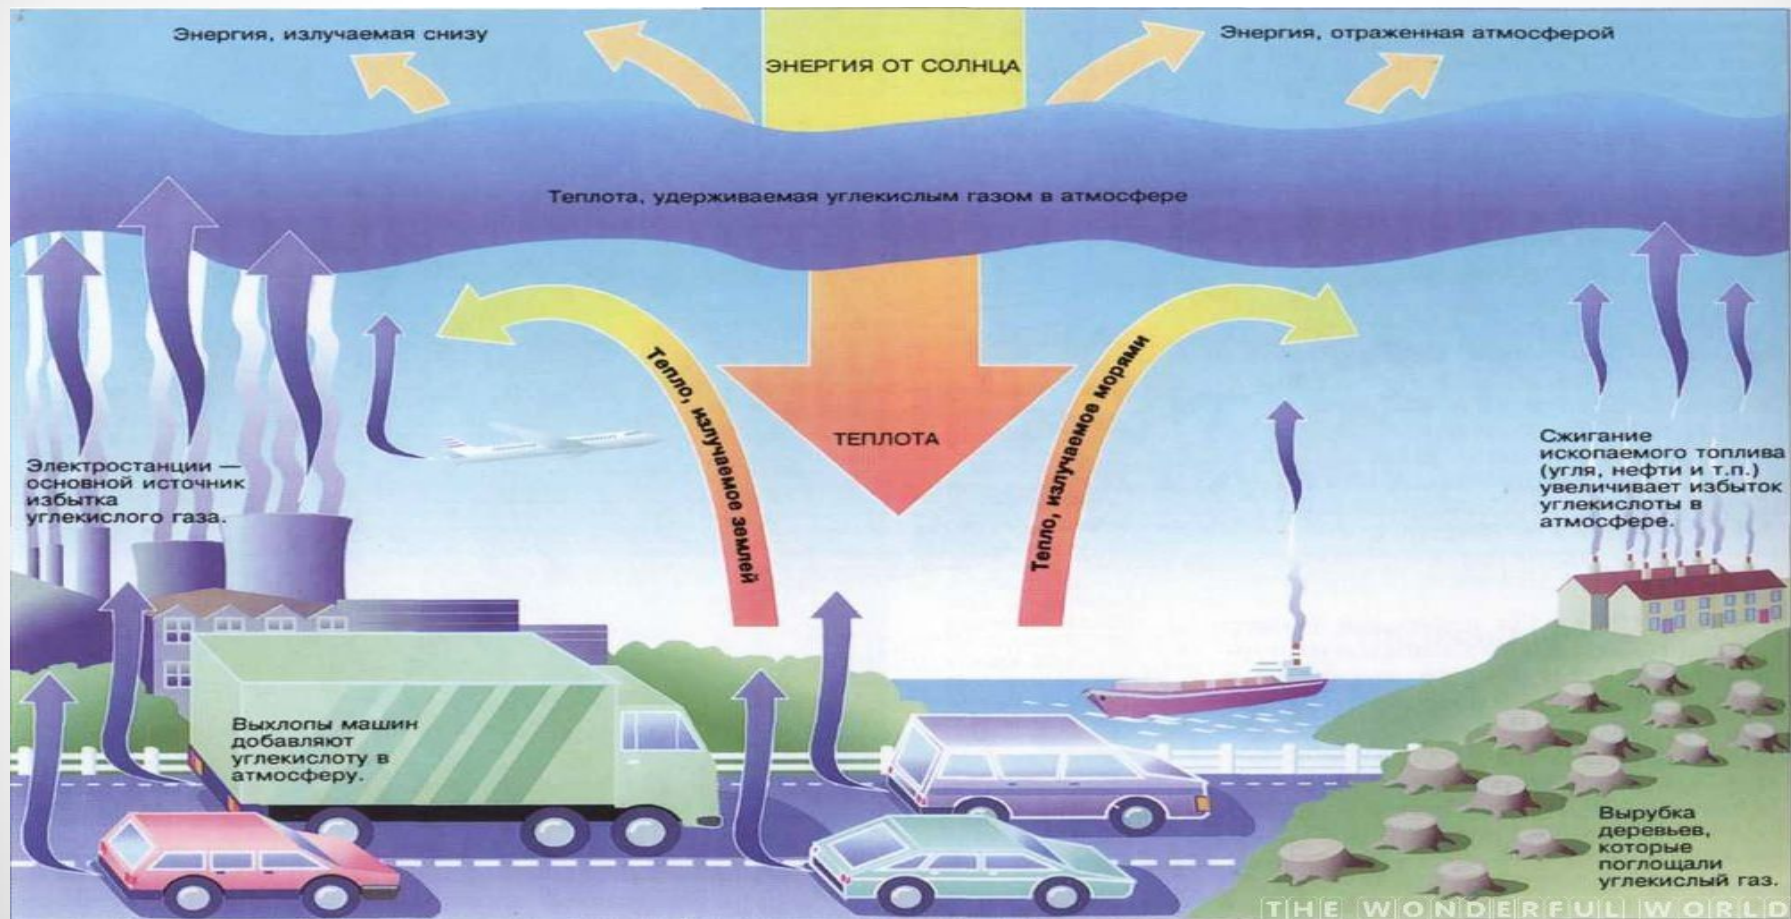 Энергия, излучаемая снизу
ЭНЕРГИЯ ОТ СОЛНЦА
Энергия, отраженная атмосферой
Теплота, удерживаемая углекислым газом в атмосфере
Тепло, излучаемое землей
ТЕПЛОТА
Тепло, излучаемое морями
Электростанции —
основной источник
избытка
углекислого газа.
Сжигание
ископаемого топлива
(угля, нефти и т.п.)
увеличивает избыток
углекислоты в
атмосфере.
Выхлопы машин
добавляют
углекислоту в
атмосферу.
Вырубка
деревьев,
которые
поглощали
углекислый газ.
THE WONDERFUL WORLD